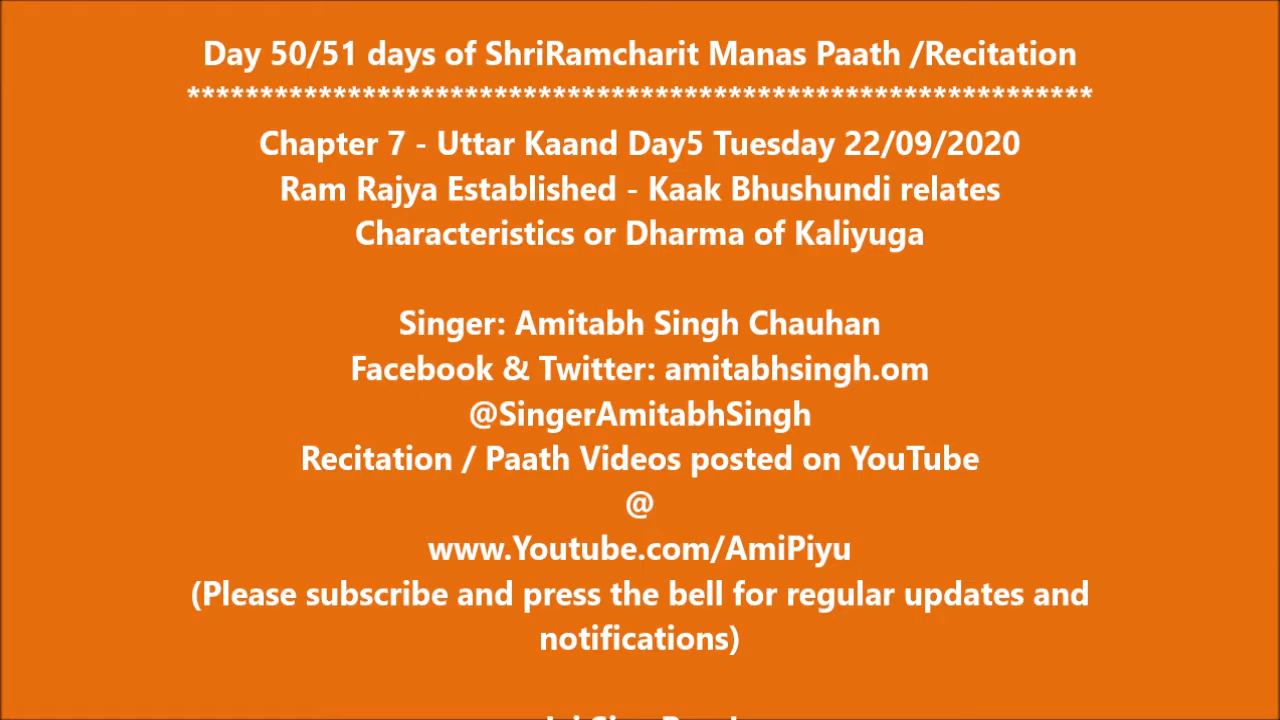 Day 50/51 days of ShriRamcharit Manas Paath /Recitation
**************************************************************
Chapter 7 - Uttar Kaand Day5 Tuesday 22/09/2020
Ram Rajya Established - Kaak Bhushundi relates
Characteristics or Dharma of Kaliyuga
Singer: Amitabh Singh Chauhan
Facebook & Twitter: amitabhsingh.om
@SingerAmitabhSingh
Recitation / Paath Videos posted on YouTube
@
www.Youtube.com/AmiPiyu
(Please subscribe and press the bell for regular updates and
notifications)